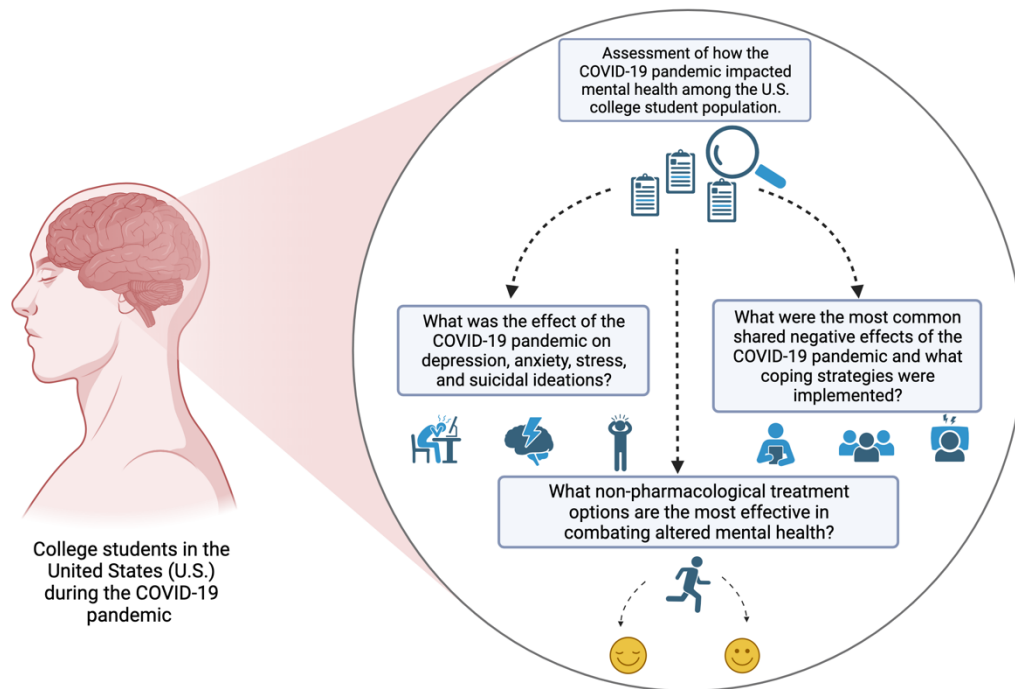 Assessment of how the
COVID-19 pandemic impacted
mental health among the U.S.
college student population.
What was the effect of the
COVID-19 pandemic on
depression, anxiety, stress,
and suicidal ideations?
What were the most common
shared negative effects of the
COVID-19 pandemic and what
coping strategies were
implemented?
What non-pharmacological treatment
options are the most effective in
combating altered mental health?
College students in the
United States (U.S.)
during the COVID-19
pandemic